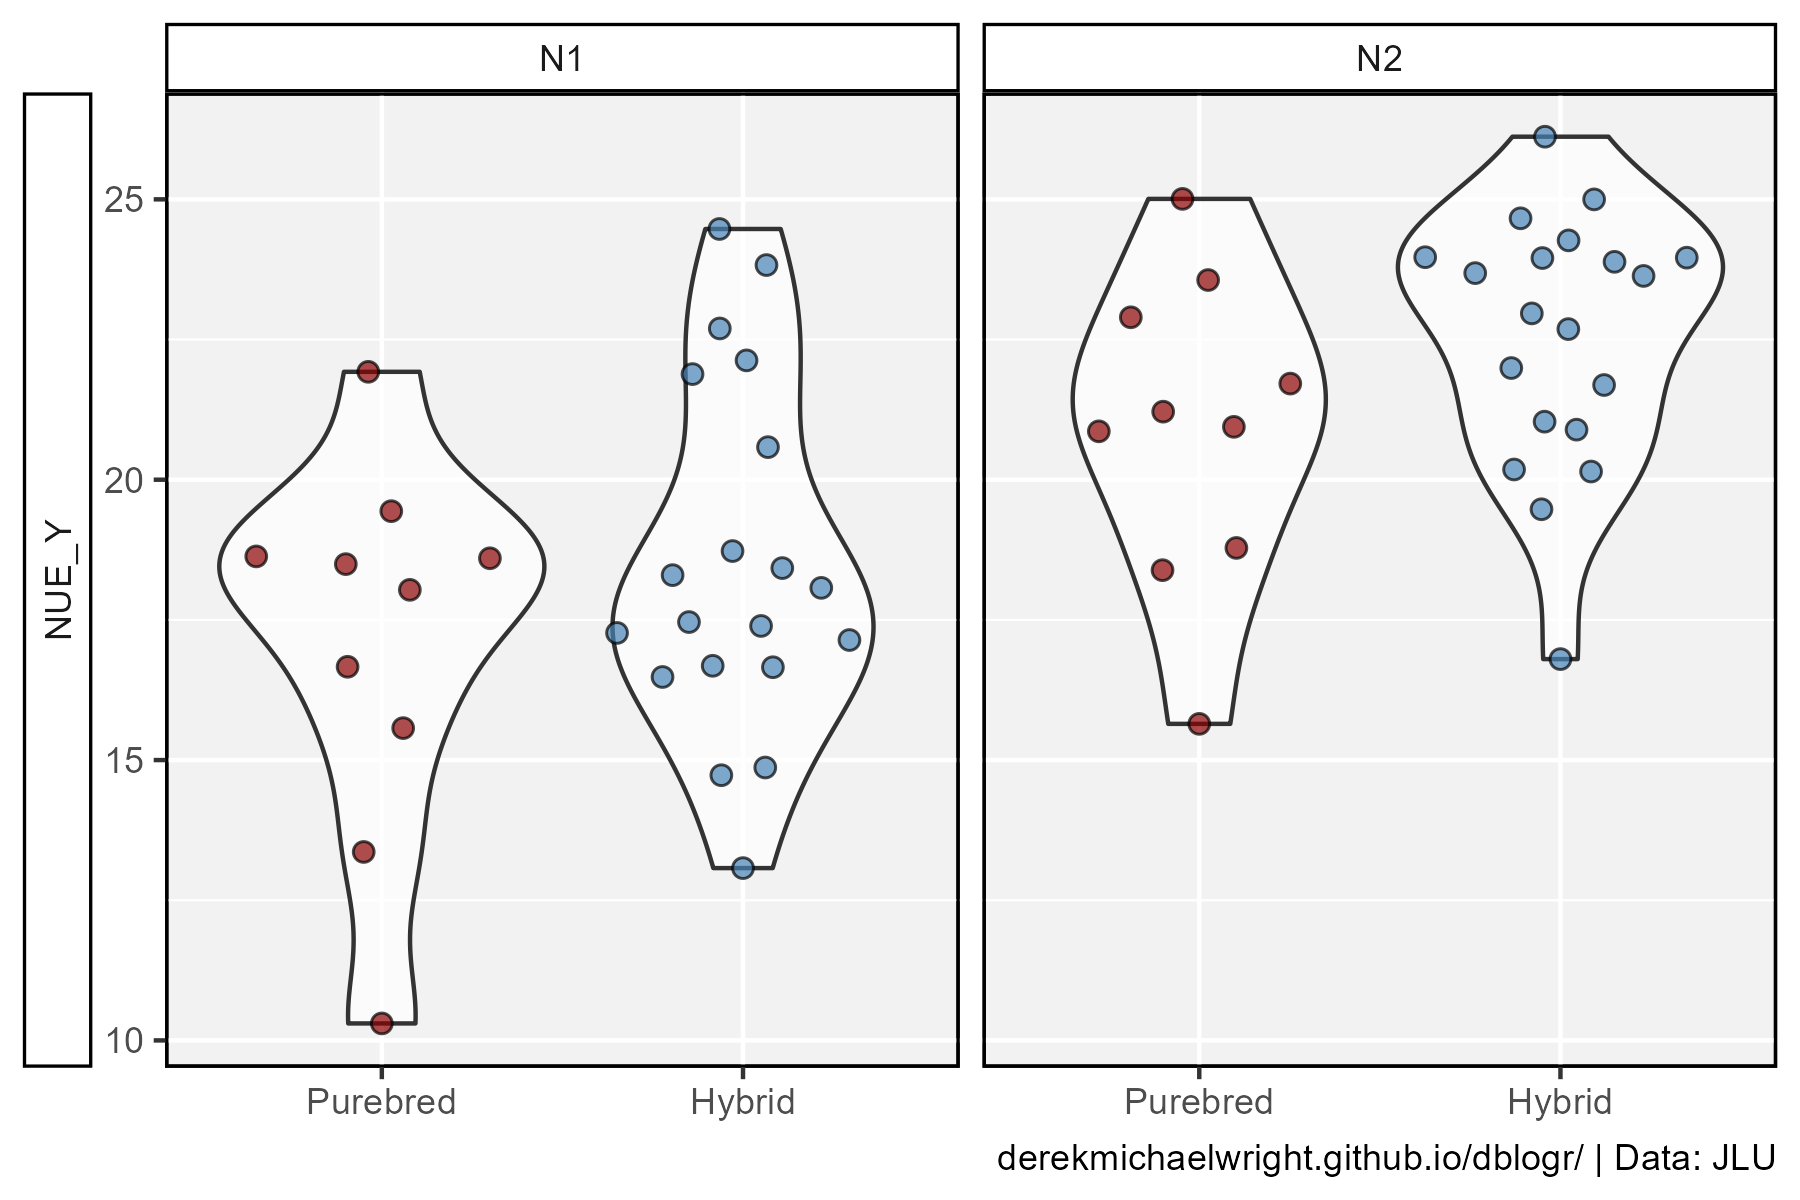 N1
N2
NUE_Y
25
20
15
10
Purebred
Hybrid
Purebred
Hybrid
derekmichaelwright.github.io/dblogr/ | Data: JLU